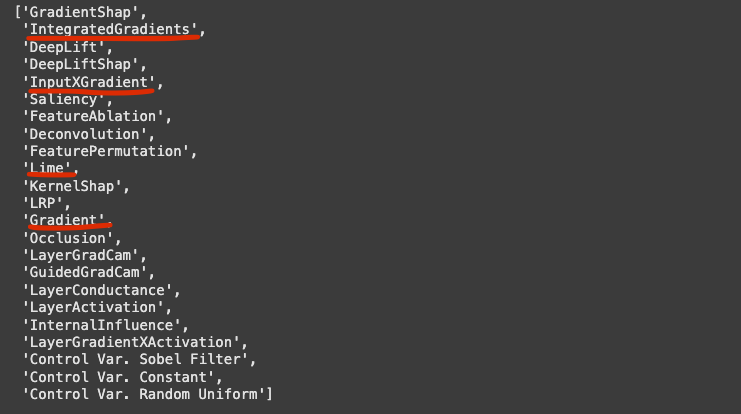 ['GradientShap',
'IntegratedGradients',
'DeepLift',
'DeepLiftShap',
'InputXGradient',
'Saliency',
'FeatureAblation',
'Deconvolution',
'FeaturePermutation',
'Lime',
'KernelShap',
'LRP',
'Gradient',
'Occlusion',
'LayerGradCam',
'GuidedGradCam',
'LayerConductance',
'LayerActivation',
'InternalInfluence',
'LayerGradientXActivation',
'Control Var. Sobel Filter',
'Control Var. Constant',
'Control Var. Random Uniform']